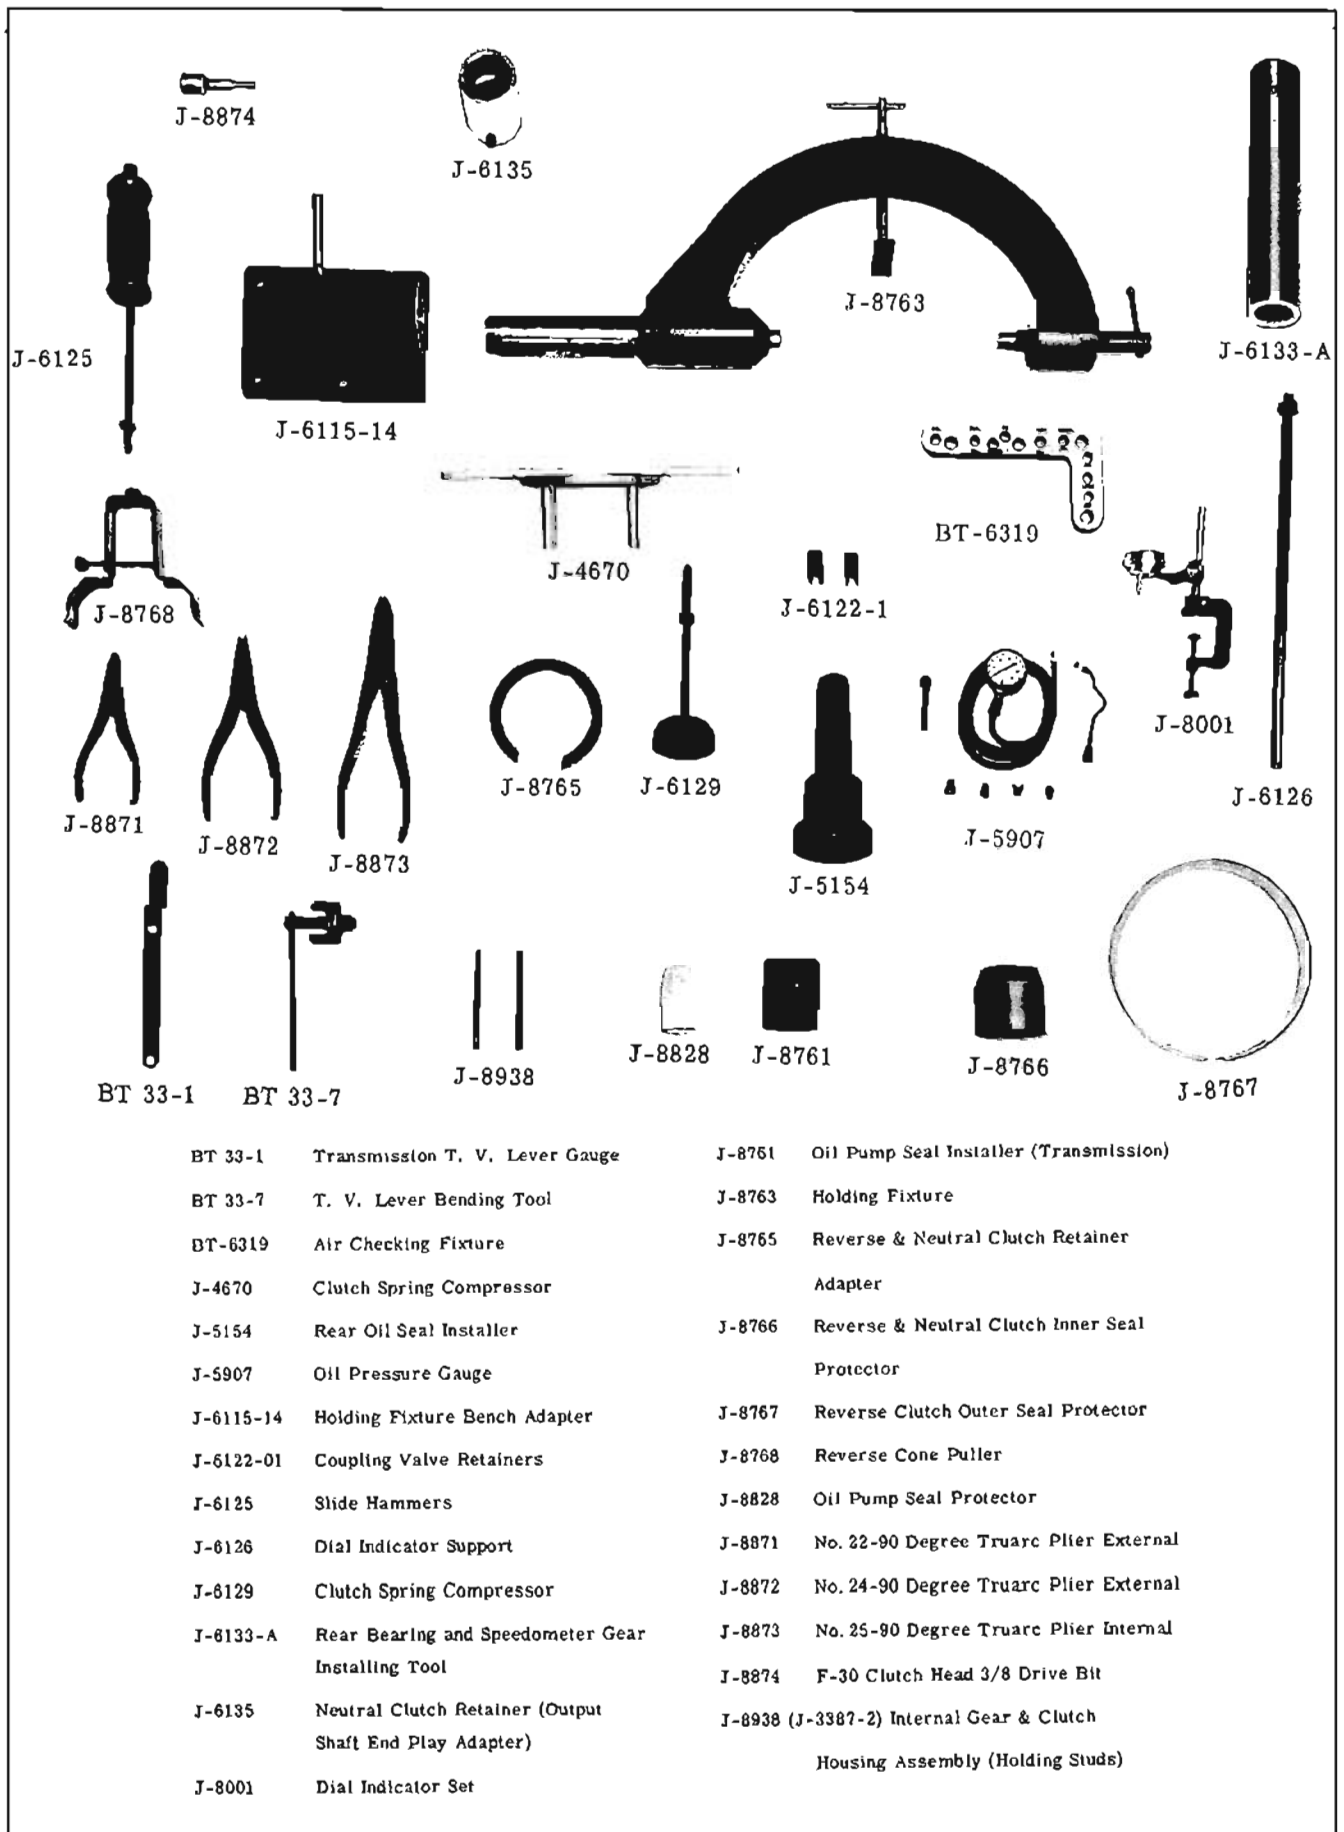 J-8874
J-6135
J-8763
J-6133-A
J-6125
J-6115-14
BT-6319
J-4670
J-6122-1
J-8768
J-8001
J-8765
J-6129
J-6126
J-8871
J-8872
J-8873
J-5907
J-5154
BT 33-1
BT 33-7
J-8938
J-8828
J-8761
J-8766
J-8767
BT 33-1 Transmission T. V. Lever Gauge
BT 33-7 T. V. Lever Bending Tool
BT-6319 Air Checking Fixture
J-4670 Clutch Spring Compressor
J-5154 Rear Oil Seal Installer
J-5907 Oil Pressure Gauge
J-6115-14 Holding Fixture Bench Adapter
J-6122-01 Coupling Valve Retainers
J-6125 Slide Hammers
J-6126 Dial Indicator Support
J-6129 Clutch Spring Compressor
J-6133-A Rear Bearing and Speedometer Gear
Installing Tool
J-6135 Neutral Clutch Retainer (Output
Shaft End Play Adapter)
J-8001 Dial Indicator Set
J-8761 Oil Pump Seal Installer (Transmission)
J-8763 Holding Fixture
J-8765 Reverse & Neutral Clutch Retainer
Adapter
J-8766 Reverse & Neutral Clutch Inner Seal
Protector
J-8767 Reverse Clutch Outer Seal Protector
J-8768 Reverse Cone Puller
J-8828 Oil Pump Seal Protector
J-8871 No. 22-90 Degree Truarc Plier External
J-8872 No. 24-90 Degree Truarc Plier External
J-8873 No. 25-90 Degree Truarc Plier Internal
J-8874 F-30 Clutch Head 3/8 Drive Bit
J-8938 (J-3387-2) Internal Gear & Clutch
Housing Assembly (Holding Studs)